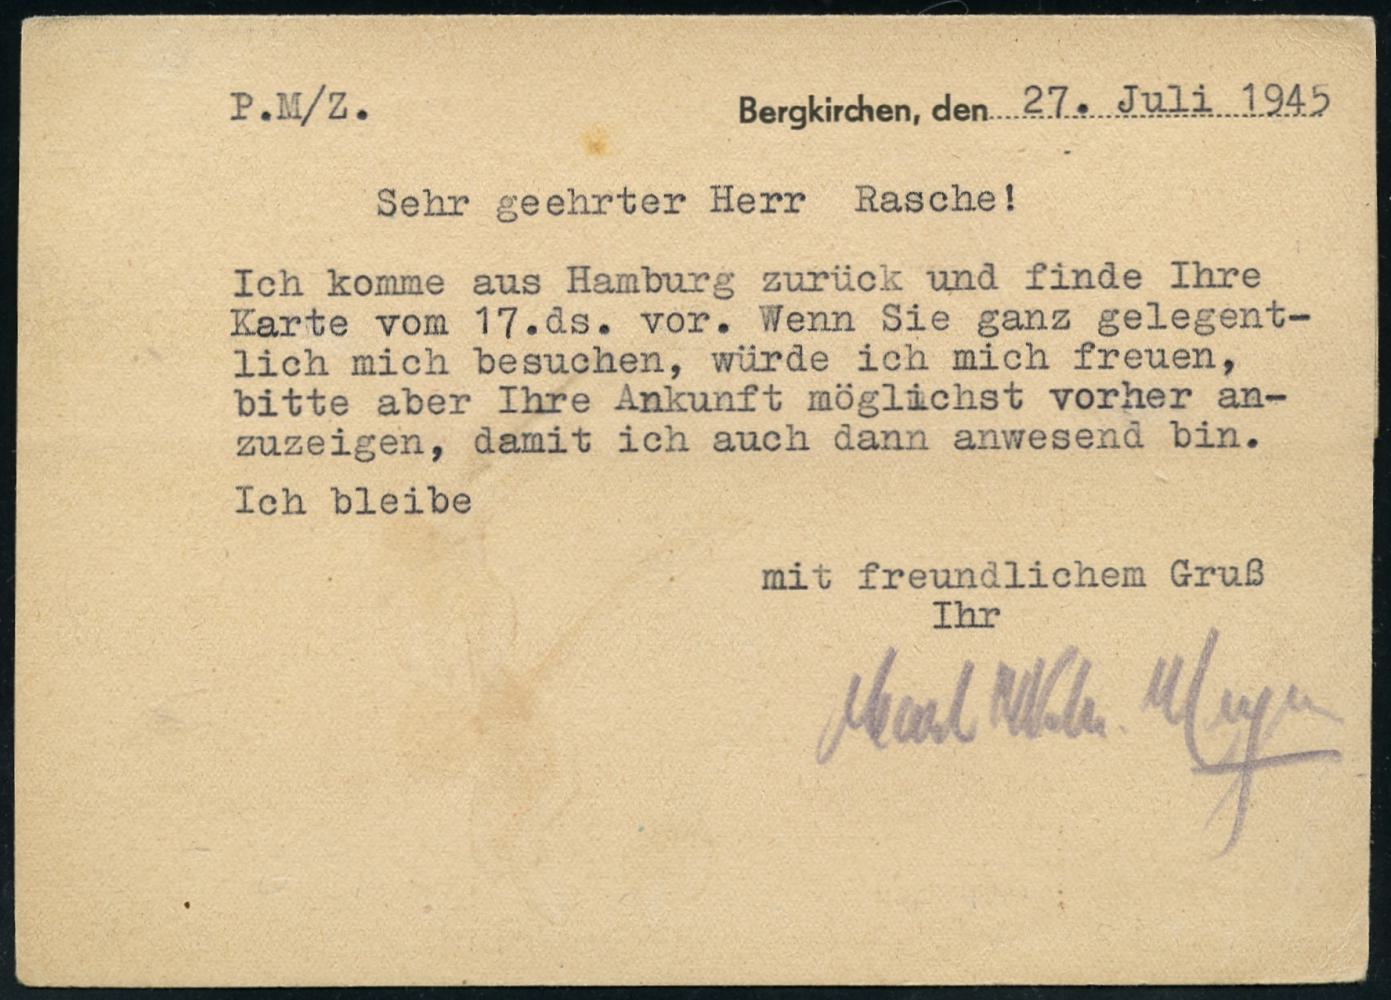 P.M/Z.
Bergkirchen, den 27. Juli 1945
Sehr geehrter Herr Rasche!
Ich komme aus Hamburg zurück und finde Ihre
Karte vom 17.ds. vor. Wenn Sie ganz gelegent-
lich mich besuchen, würde ich mich freuen,
bitte aber Ihre Ankunft möglichst vorher an-
zuzeigen, damit ich auch dann anwesend bin.
Ich bleibe
mit freundlichem Gruß
Ihr